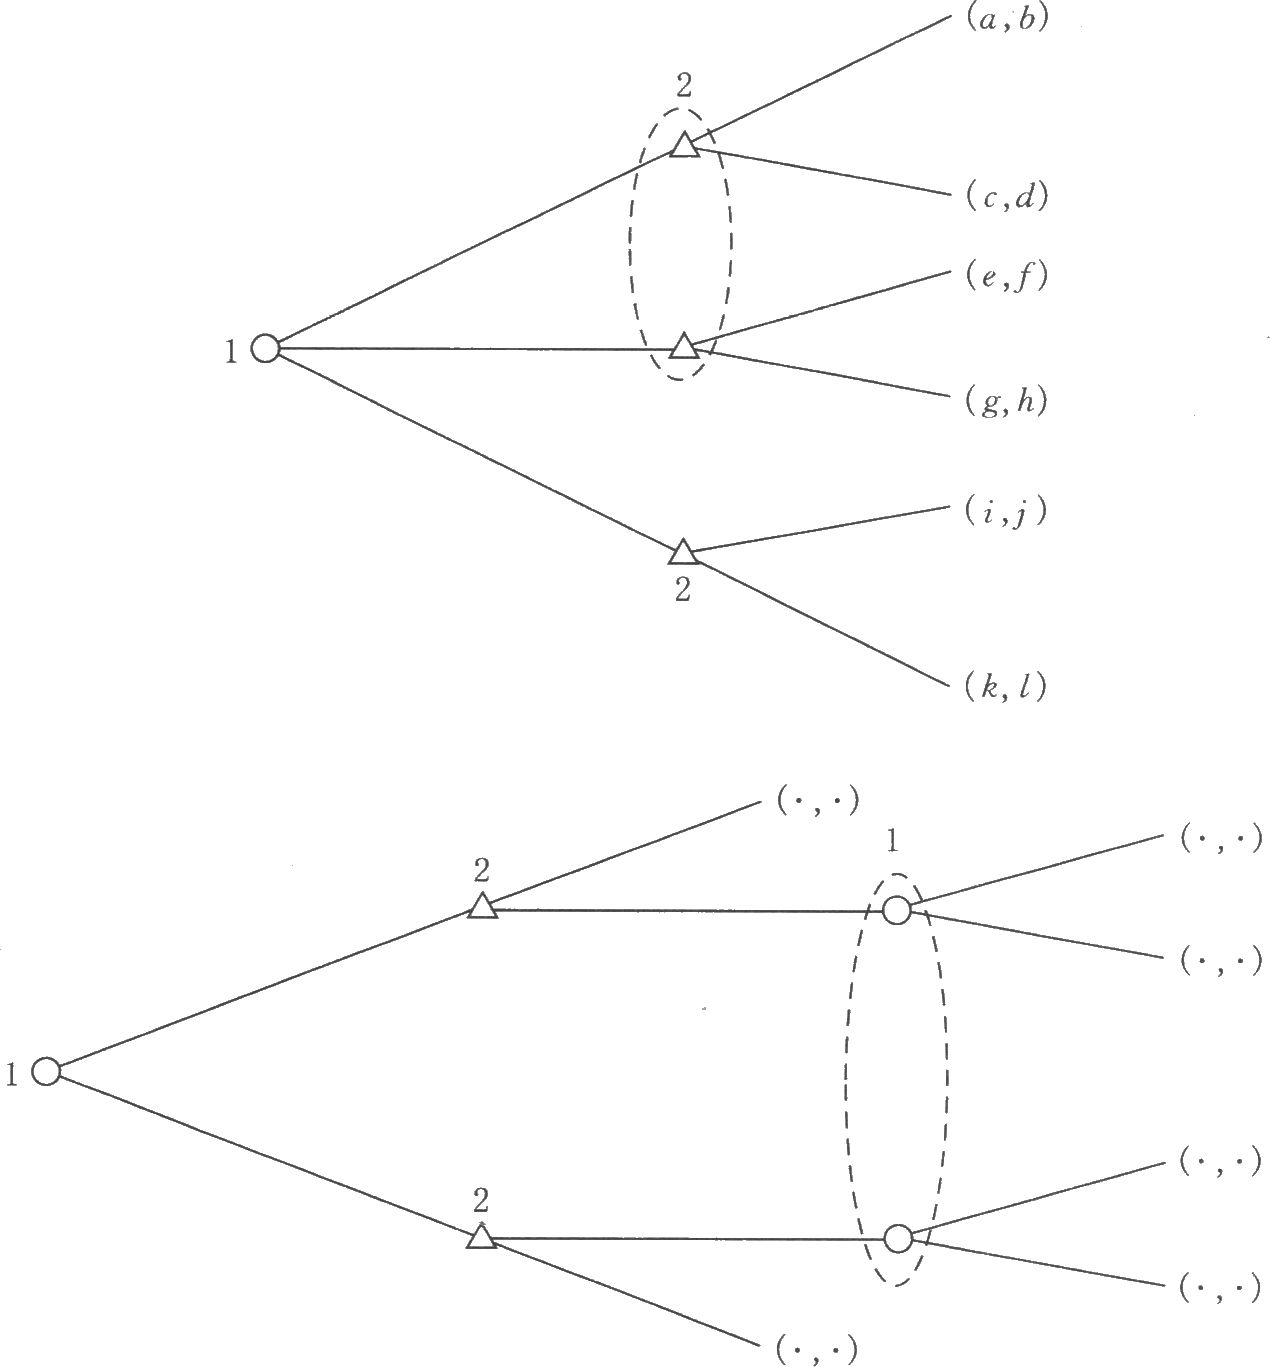 (a,b)
2
(c,d)
(e,f)
1
(g,h)
(i,j)
2
(k,l)
(·,·)
1
(·,·)
2
(·,·)
1
(·,·)
2
(·,·)
(·,·)